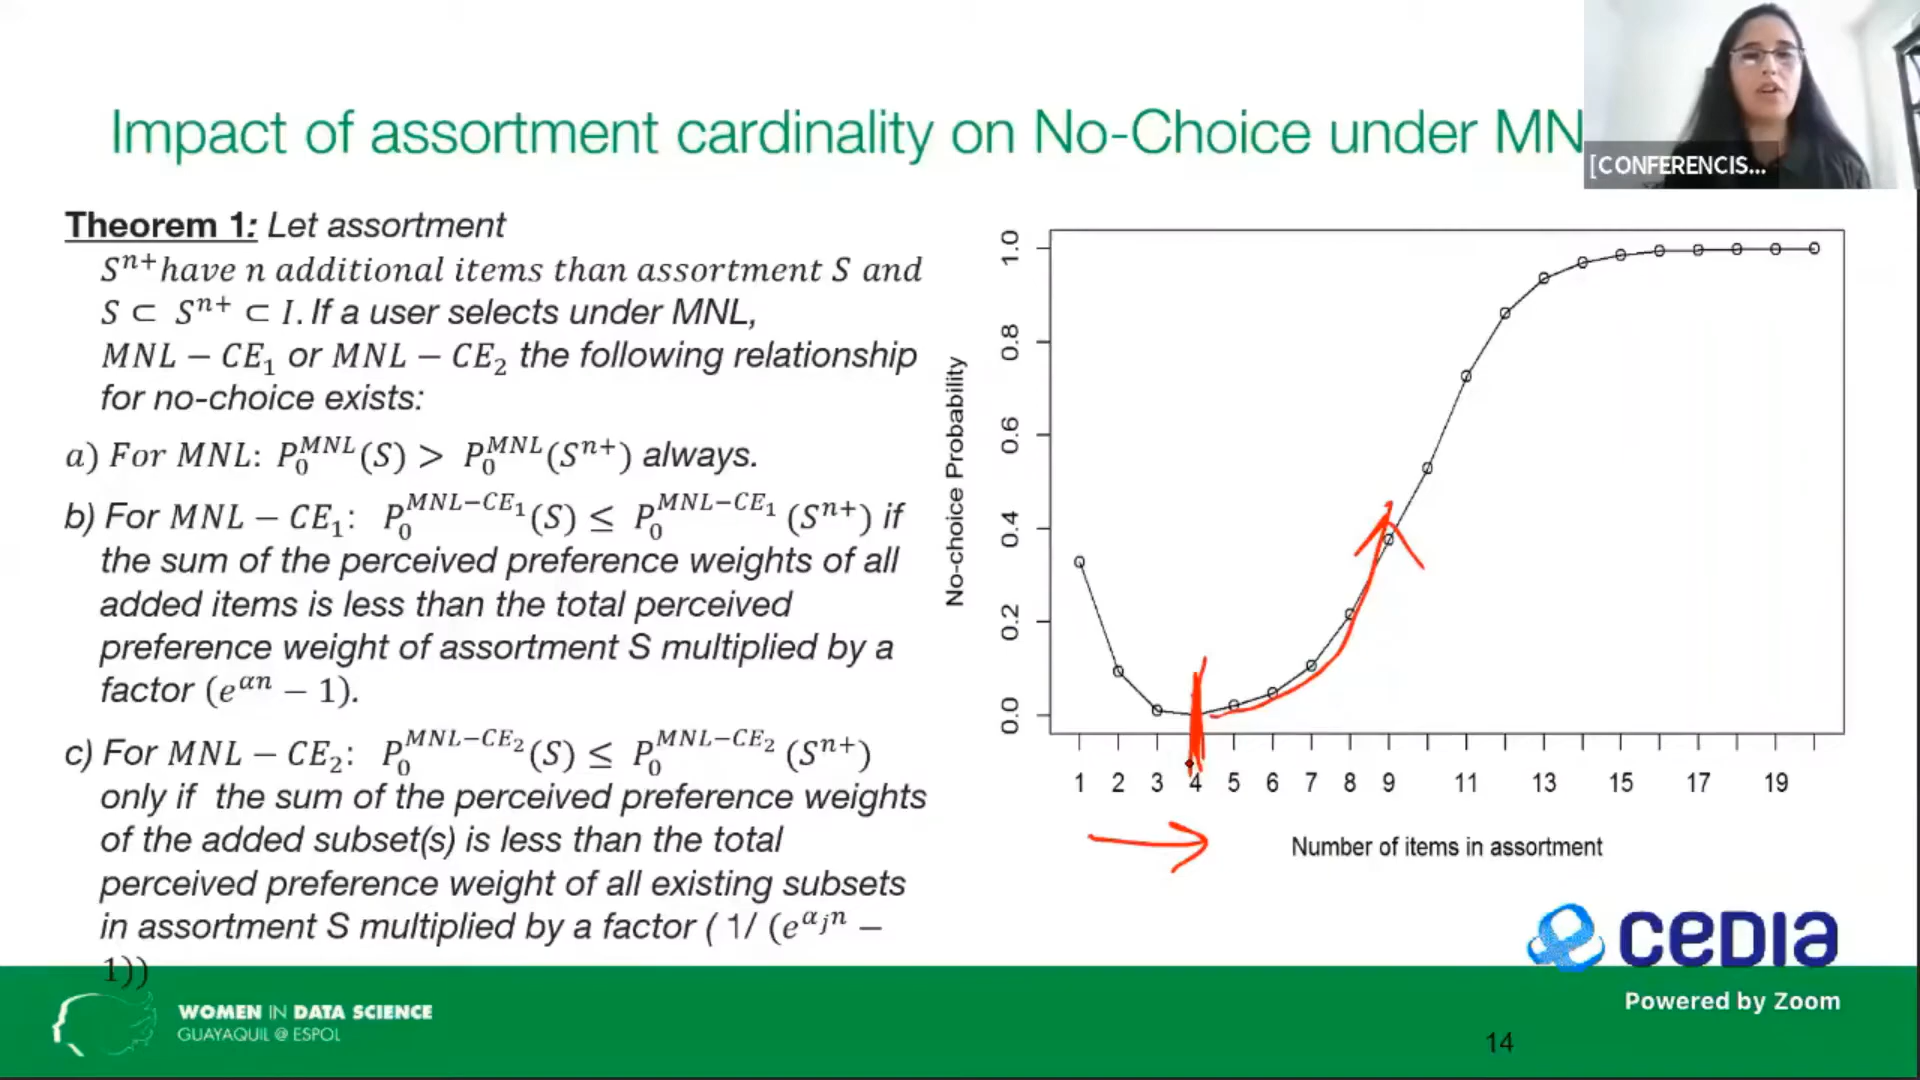 Impact of assortment cardinality on No-Choice under MN
[CONFERENCIS...
Theorem 1: Let assortment
Sⁿ⁺ have n additional items than assortment S and
S ⊂ Sⁿ⁺ ⊂ I. If a user selects under MNL,
MNL − CE₁ or MNL − CE₂ the following relationship
for no-choice exists:
a) For MNL: P₀^MNL(S) > P₀^MNL(Sⁿ⁺) always.
b) For MNL − CE₁: P₀^MNL−CE₁(S) ≤ P₀^MNL−CE₁ (Sⁿ⁺) if
the sum of the perceived preference weights of all
added items is less than the total perceived
preference weight of assortment S multiplied by a
factor (e^αn − 1).
c) For MNL − CE₂: P₀^MNL−CE₂(S) ≤ P₀^MNL−CE₂ (Sⁿ⁺)
only if the sum of the perceived preference weights
of the added subset(s) is less than the total
perceived preference weight of all existing subsets
in assortment S multiplied by a factor ( 1/ (e^α_jn −
1))
No-choice Probability
1.0
0.8
0.6
0.4
0.2
0.0
1 2 3 4 5 6 7 8 9 11 13 15 17 19
Number of items in assortment
cedia
Powered by Zoom
WOMEN IN DATA SCIENCE
GUAYAQUIL @ ESPOL
14